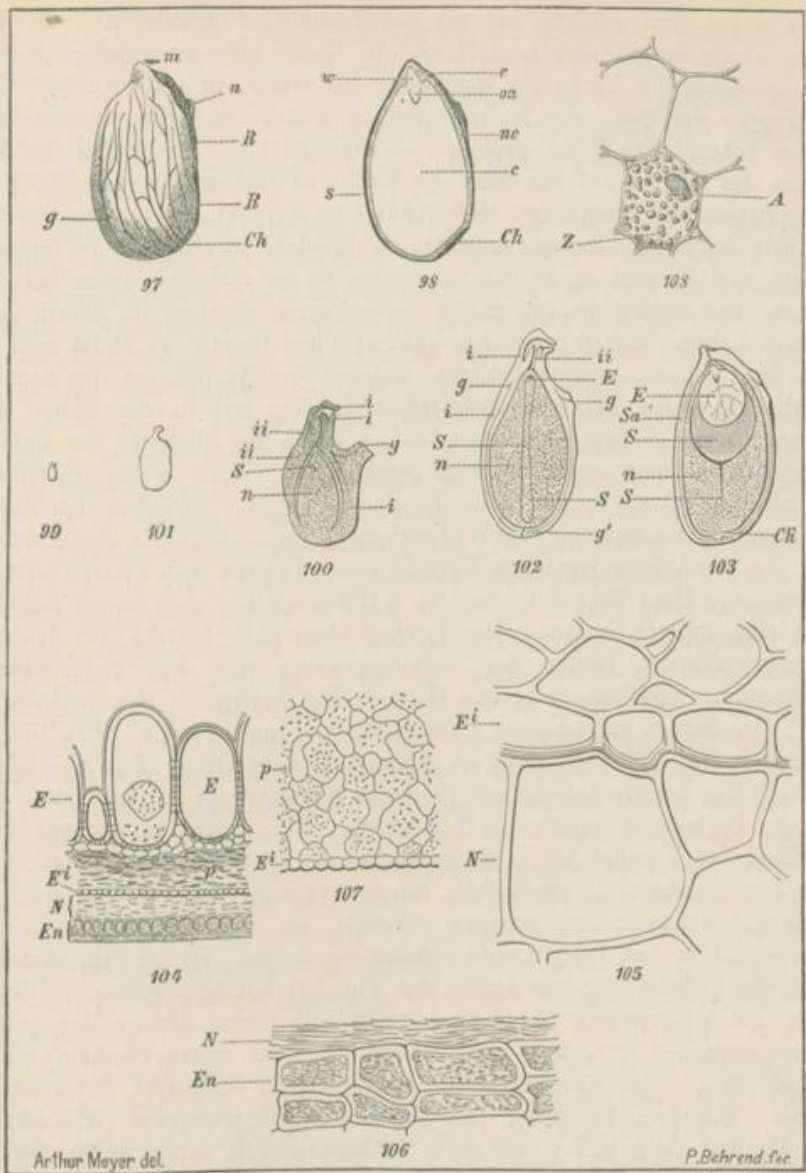 m
n
R
R
Ch
g
97
w
e
oa
ne
c
s
Ch
98
A
Z
108
99
101
i
i
ii
ii
g
S
n
i
100
i
ii
g
E
g
i
S
n
S
g'
102
E
Sa
S
n
S
Ch
103
E
E
p
Ei
N
En
104
p
Ei
107
Ei
N
105
N
En
106
Arthur Meyer del.
P. Behrend fec.